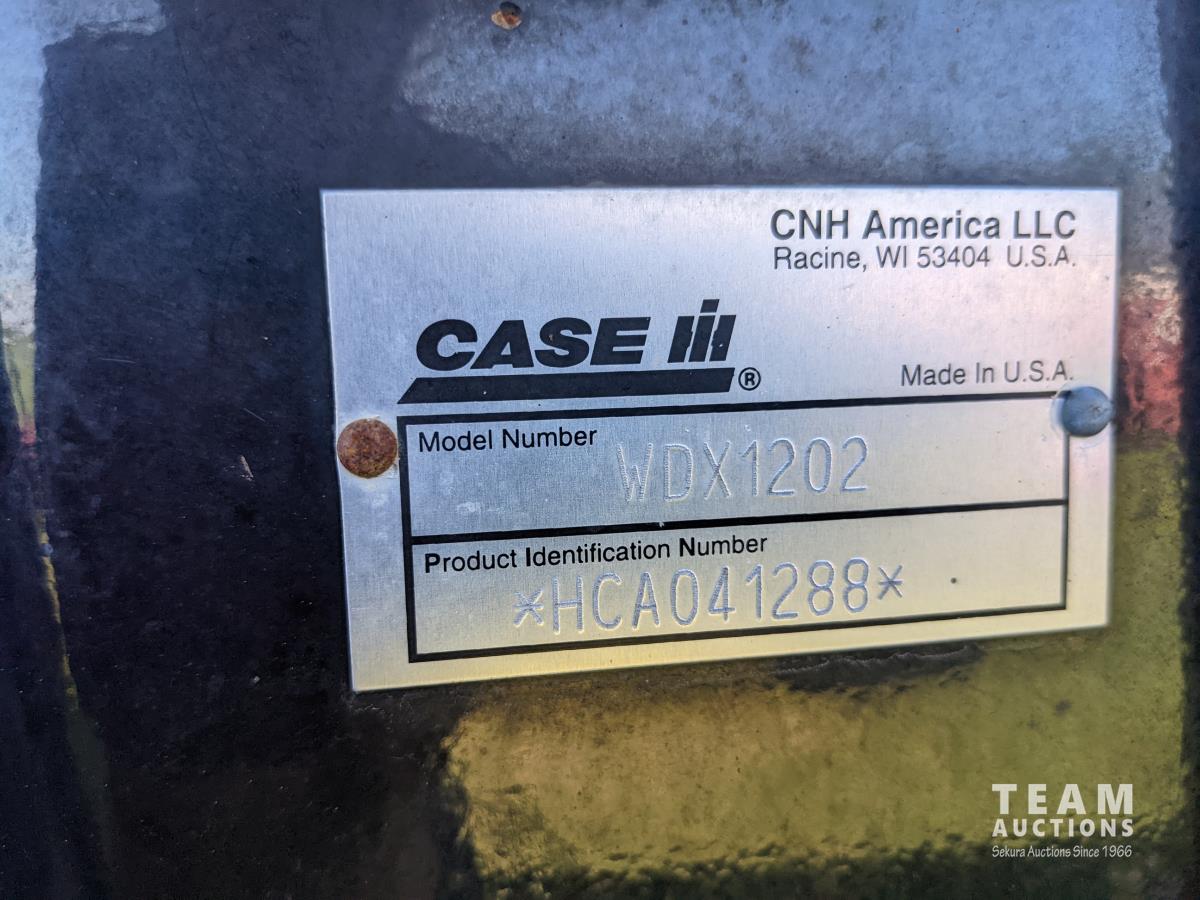 CNH America LLC
Racine, WI 53404 U.S.A.
CASE IH ®
Made In U.S.A.
Model Number WDX1202
Product Identification Number
*HCA041288*
TEAM
AUCTIONS
Sekura Auctions Since 1966